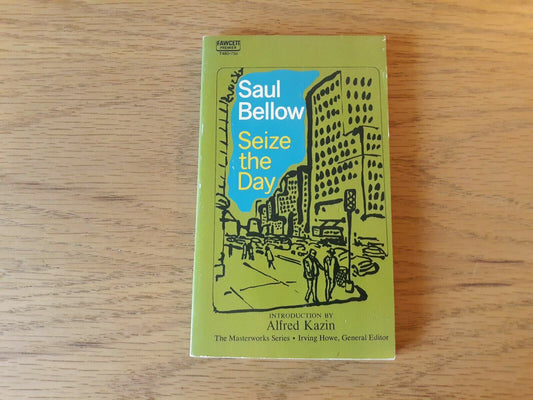 FAWCETT
PREMIER
Saul
Bellow
Seize
the
Day
INTRODUCTION BY
Alfred Kazin
The Masterworks Series • Irving Howe, General Editor